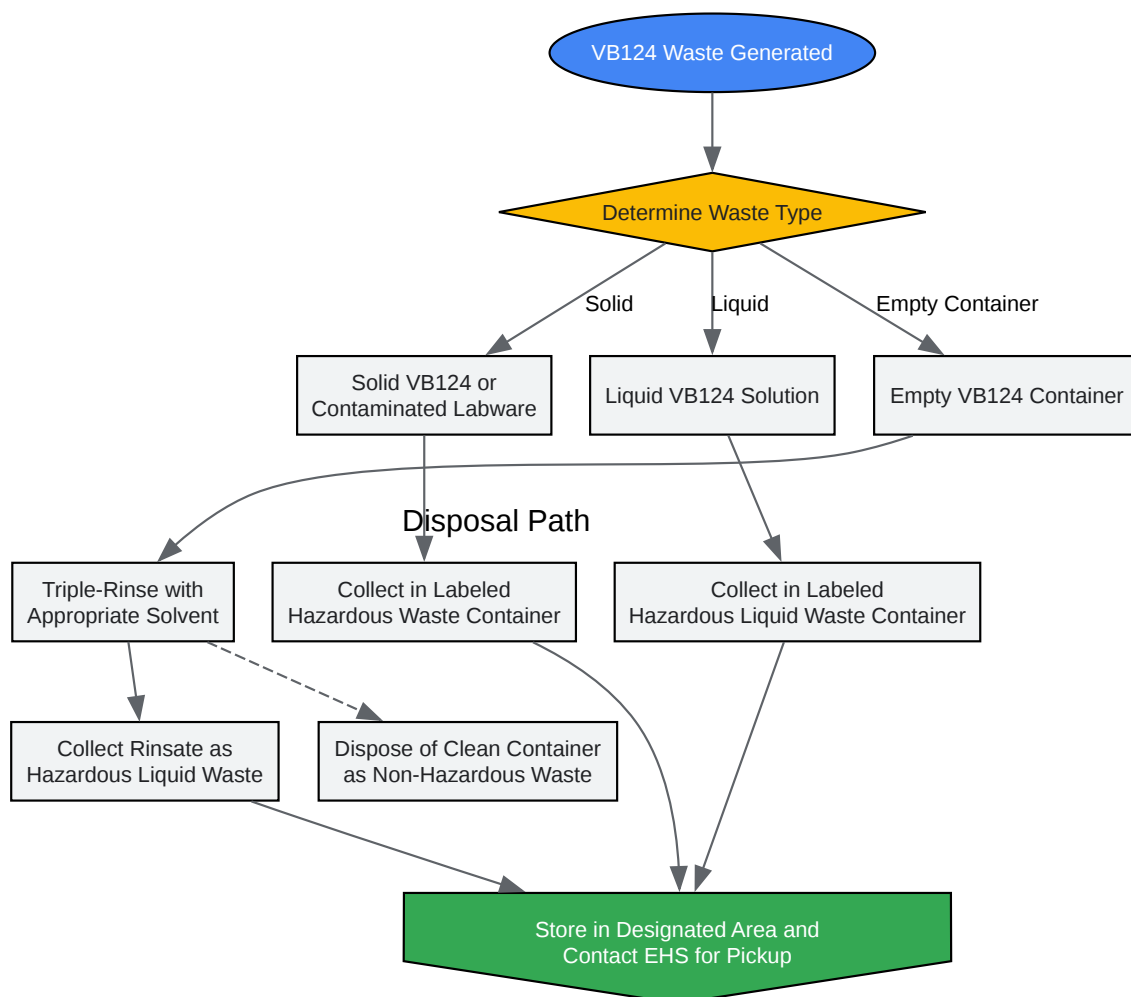 VB124 Waste Generated
Determine Waste Type
Solid
Liquid
Empty Container
Solid VB124 or
Contaminated Labware
Liquid VB124 Solution
Empty VB124 Container
Disposal Path
Triple-Rinse with
Appropriate Solvent
Collect in Labeled
Hazardous Waste Container
Collect in Labeled
Hazardous Liquid Waste Container
Collect Rinsate as
Hazardous Liquid Waste
Dispose of Clean Container
as Non-Hazardous Waste
Store in Designated Area and
Contact EHS for Pickup